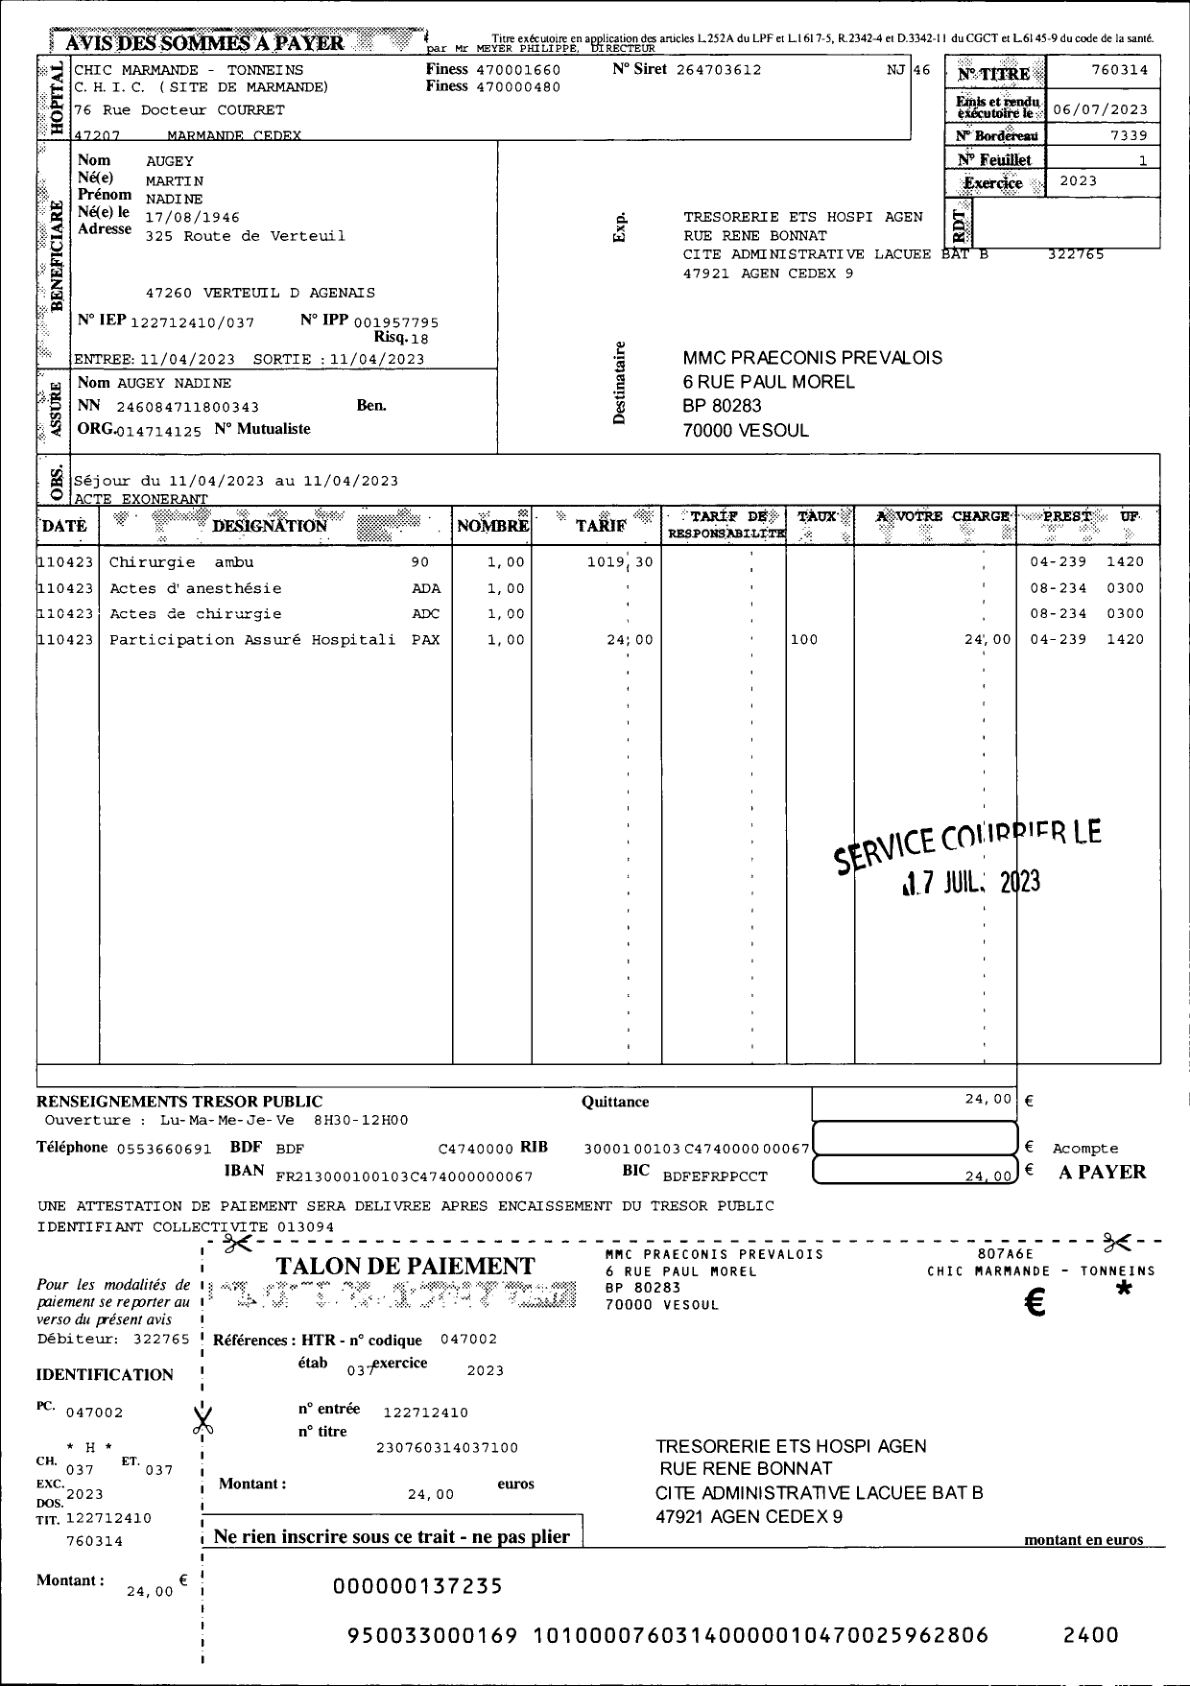 AVIS DES SOMMES A PAYER
Titre exécutoire en application des articles L.252A du LPF et L.1617-5, R.2342-4 et D.3342-11 du CGCT et L.6145-9 du code de la santé.
par Mr MEYER PHILIPPE, DIRECTEUR
HOPITAL
CHIC MARMANDE - TONNEINS Finess 470001660 N° Siret 264703612 NJ 46
C. H. I. C. ( SITE DE MARMANDE) Finess 470000480
76 Rue Docteur COURRET
47207 MARMANDE CEDEX
N° TITRE 760314
Emis et rendu exécutoire le 06/07/2023
N° Bordereau 7339
N° Feuillet 1
Exercice 2023
RDT
BENEFICIAIRE
Nom AUGEY
Né(e) MARTIN
Prénom NADINE
Né(e) le 17/08/1946
Adresse 325 Route de Verteuil
47260 VERTEUIL D AGENAIS
N° IEP 122712410/037 N° IPP 001957795
Risq. 18
ENTREE: 11/04/2023 SORTIE : 11/04/2023
Exp.
TRESORERIE ETS HOSPI AGEN
RUE RENE BONNAT
CITE ADMINISTRATIVE LACUEE BAT B 322765
47921 AGEN CEDEX 9
Destinataire
MMC PRAECONIS PREVALOIS
6 RUE PAUL MOREL
BP 80283
70000 VESOUL
ASSURE
Nom AUGEY NADINE
NN 246084711800343 Ben.
ORG. 014714125 N° Mutualiste
OBS.
Séjour du 11/04/2023 au 11/04/2023
ACTE EXONERANT
DATE DESIGNATION NOMBRE TARIF TARIF DE RESPONSABILITE TAUX A VOTRE CHARGE PREST UF
110423 Chirurgie ambu 90 1,00 1019,30 04-239 1420
110423 Actes d'anesthésie ADA 1,00 08-234 0300
110423 Actes de chirurgie ADC 1,00 08-234 0300
110423 Participation Assuré Hospitali PAX 1,00 24,00 100 24,00 04-239 1420
SERVICE COURRIER LE
17 JUIL. 2023
RENSEIGNEMENTS TRESOR PUBLIC Quittance 24,00 €
Ouverture : Lu-Ma-Me-Je-Ve 8H30-12H00
Téléphone 0553660691 BDF BDF C4740000 RIB 3000100103C474000000067 € Acompte
IBAN FR213000100103C474000000067 BIC BDFEFRPPCCT 24,00 € A PAYER
UNE ATTESTATION DE PAIEMENT SERA DELIVREE APRES ENCAISSEMENT DU TRESOR PUBLIC
IDENTIFIANT COLLECTIVITE 013094
Pour les modalités de
paiement se reporter au
verso du présent avis
Débiteur: 322765
IDENTIFICATION
PC. 047002
* H *
CH. 037 ET. 037
EXC. 2023
DOS.
TIT. 122712410
760314
Montant : 24,00 €
TALON DE PAIEMENT
MMC PRAECONIS PREVALOIS
6 RUE PAUL MOREL
BP 80283
70000 VESOUL
807A6E
CHIC MARMANDE - TONNEINS
€ *
Références : HTR - n° codique 047002
étab 037 exercice 2023
n° entrée 122712410
n° titre
230760314037100
Montant : 24,00 euros
TRESORERIE ETS HOSPI AGEN
RUE RENE BONNAT
CITE ADMINISTRATIVE LACUEE BAT B
47921 AGEN CEDEX 9
Ne rien inscrire sous ce trait - ne pas plier
montant en euros
000000137235
950033000169 10100007603140000010470025962806 2400